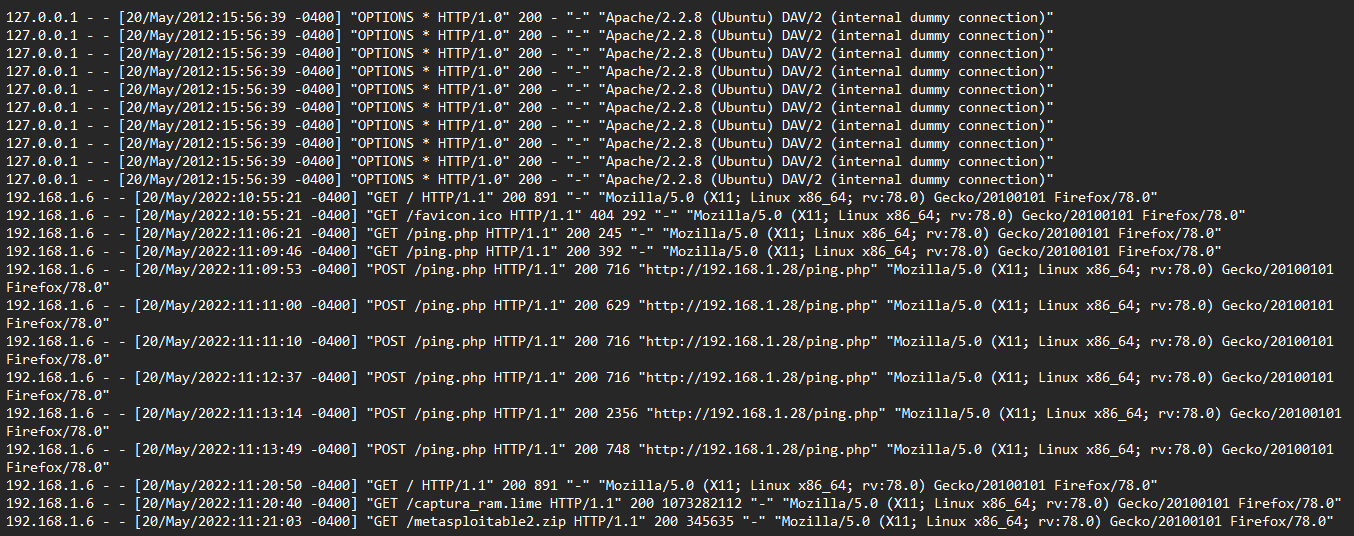 127.0.0.1 - - [20/May/2012:15:56:39 -0400] "OPTIONS * HTTP/1.0" 200 - "-" "Apache/2.2.8 (Ubuntu) DAV/2 (internal dummy connection)"
127.0.0.1 - - [20/May/2012:15:56:39 -0400] "OPTIONS * HTTP/1.0" 200 - "-" "Apache/2.2.8 (Ubuntu) DAV/2 (internal dummy connection)"
127.0.0.1 - - [20/May/2012:15:56:39 -0400] "OPTIONS * HTTP/1.0" 200 - "-" "Apache/2.2.8 (Ubuntu) DAV/2 (internal dummy connection)"
127.0.0.1 - - [20/May/2012:15:56:39 -0400] "OPTIONS * HTTP/1.0" 200 - "-" "Apache/2.2.8 (Ubuntu) DAV/2 (internal dummy connection)"
127.0.0.1 - - [20/May/2012:15:56:39 -0400] "OPTIONS * HTTP/1.0" 200 - "-" "Apache/2.2.8 (Ubuntu) DAV/2 (internal dummy connection)"
127.0.0.1 - - [20/May/2012:15:56:39 -0400] "OPTIONS * HTTP/1.0" 200 - "-" "Apache/2.2.8 (Ubuntu) DAV/2 (internal dummy connection)"
127.0.0.1 - - [20/May/2012:15:56:39 -0400] "OPTIONS * HTTP/1.0" 200 - "-" "Apache/2.2.8 (Ubuntu) DAV/2 (internal dummy connection)"
127.0.0.1 - - [20/May/2012:15:56:39 -0400] "OPTIONS * HTTP/1.0" 200 - "-" "Apache/2.2.8 (Ubuntu) DAV/2 (internal dummy connection)"
127.0.0.1 - - [20/May/2012:15:56:39 -0400] "OPTIONS * HTTP/1.0" 200 - "-" "Apache/2.2.8 (Ubuntu) DAV/2 (internal dummy connection)"
127.0.0.1 - - [20/May/2012:15:56:39 -0400] "OPTIONS * HTTP/1.0" 200 - "-" "Apache/2.2.8 (Ubuntu) DAV/2 (internal dummy connection)"
192.168.1.6 - - [20/May/2022:10:55:21 -0400] "GET / HTTP/1.1" 200 891 "-" "Mozilla/5.0 (X11; Linux x86_64; rv:78.0) Gecko/20100101 Firefox/78.0"
192.168.1.6 - - [20/May/2022:10:55:21 -0400] "GET /favicon.ico HTTP/1.1" 404 292 "-" "Mozilla/5.0 (X11; Linux x86_64; rv:78.0) Gecko/20100101 Firefox/78.0"
192.168.1.6 - - [20/May/2022:11:06:21 -0400] "GET /ping.php HTTP/1.1" 200 245 "-" "Mozilla/5.0 (X11; Linux x86_64; rv:78.0) Gecko/20100101 Firefox/78.0"
192.168.1.6 - - [20/May/2022:11:09:46 -0400] "GET /ping.php HTTP/1.1" 200 392 "-" "Mozilla/5.0 (X11; Linux x86_64; rv:78.0) Gecko/20100101 Firefox/78.0"
192.168.1.6 - - [20/May/2022:11:09:53 -0400] "POST /ping.php HTTP/1.1" 200 716 "http://192.168.1.28/ping.php" "Mozilla/5.0 (X11; Linux x86_64; rv:78.0) Gecko/20100101
Firefox/78.0"
192.168.1.6 - - [20/May/2022:11:11:00 -0400] "POST /ping.php HTTP/1.1" 200 629 "http://192.168.1.28/ping.php" "Mozilla/5.0 (X11; Linux x86_64; rv:78.0) Gecko/20100101
Firefox/78.0"
192.168.1.6 - - [20/May/2022:11:11:10 -0400] "POST /ping.php HTTP/1.1" 200 716 "http://192.168.1.28/ping.php" "Mozilla/5.0 (X11; Linux x86_64; rv:78.0) Gecko/20100101
Firefox/78.0"
192.168.1.6 - - [20/May/2022:11:12:37 -0400] "POST /ping.php HTTP/1.1" 200 716 "http://192.168.1.28/ping.php" "Mozilla/5.0 (X11; Linux x86_64; rv:78.0) Gecko/20100101
Firefox/78.0"
192.168.1.6 - - [20/May/2022:11:13:14 -0400] "POST /ping.php HTTP/1.1" 200 2356 "http://192.168.1.28/ping.php" "Mozilla/5.0 (X11; Linux x86_64; rv:78.0) Gecko/20100101
Firefox/78.0"
192.168.1.6 - - [20/May/2022:11:13:49 -0400] "POST /ping.php HTTP/1.1" 200 748 "http://192.168.1.28/ping.php" "Mozilla/5.0 (X11; Linux x86_64; rv:78.0) Gecko/20100101
Firefox/78.0"
192.168.1.6 - - [20/May/2022:11:20:50 -0400] "GET / HTTP/1.1" 200 891 "-" "Mozilla/5.0 (X11; Linux x86_64; rv:78.0) Gecko/20100101 Firefox/78.0"
192.168.1.6 - - [20/May/2022:11:20:40 -0400] "GET /captura_ram.lime HTTP/1.1" 200 1073282112 "-" "Mozilla/5.0 (X11; Linux x86_64; rv:78.0) Gecko/20100101 Firefox/78.0"
192.168.1.6 - - [20/May/2022:11:21:03 -0400] "GET /metasploitable2.zip HTTP/1.1" 200 345635 "-" "Mozilla/5.0 (X11; Linux x86_64; rv:78.0) Gecko/20100101 Firefox/78.0"